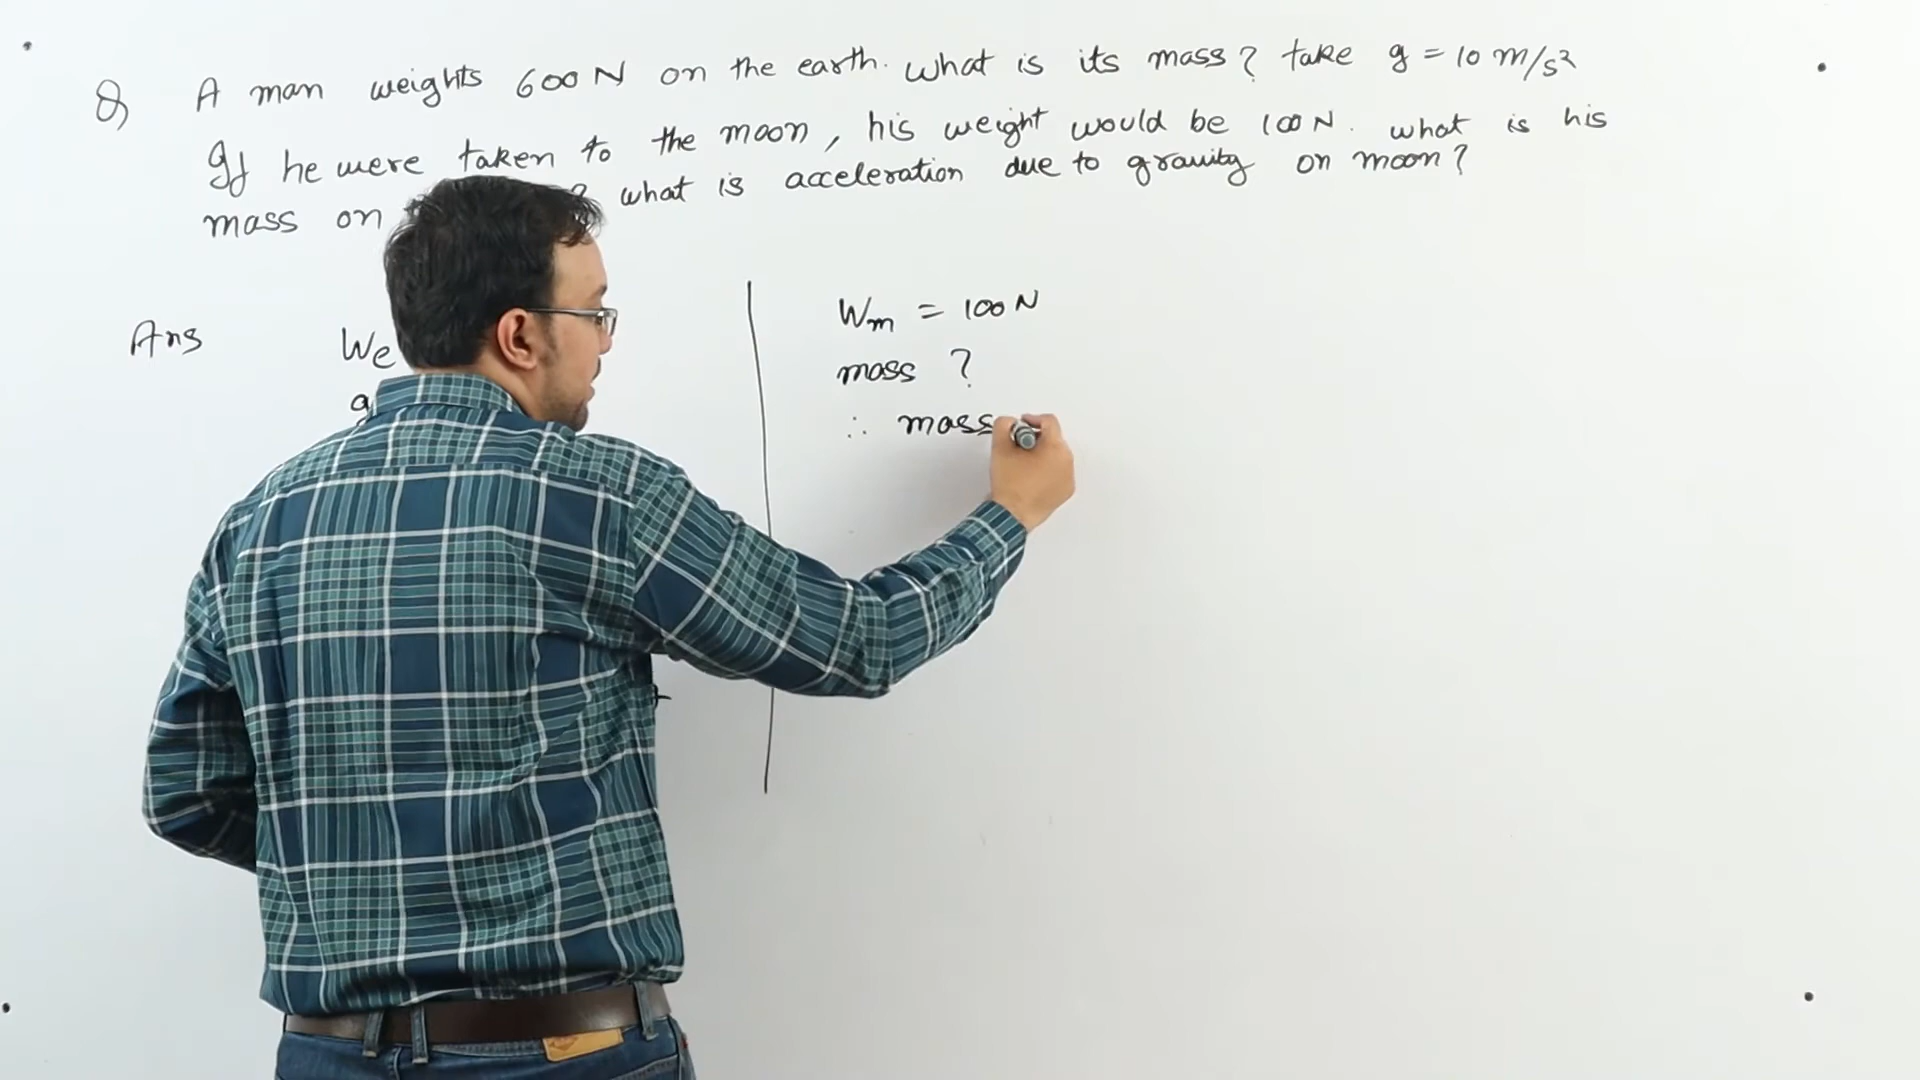 Q A man weights 600 N on the earth. what is its mass? take g = 10 m/s²
If he were taken to the moon, his weight would be 100 N. what is his
mass on ? what is acceleration due to gravity on moon?
Ans We
g
Wm = 100 N
mass ?
∴ mass